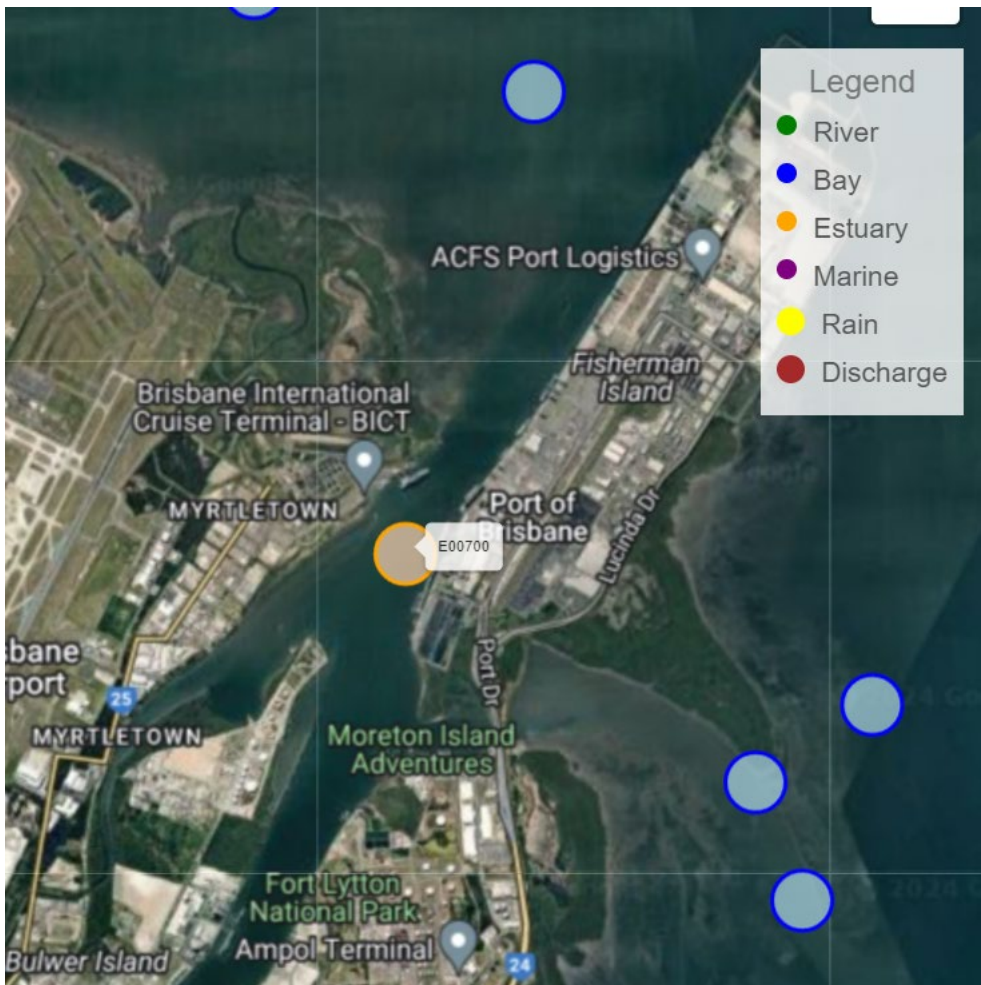 Legend
River
Bay
Estuary
Marine
Rain
Discharge
ACFS Port Logistics
Fisherman
Island
Brisbane International
Cruise Terminal - BICT
MYRTLETOWN
Port of
Brisbane
E00700
Lucinda Dr
Port Dr
sbane
rport
25
MYRTLETOWN
Moreton Island
Adventures
Fort Lytton
National Park
Ampol Terminal
Bulwer Island
24